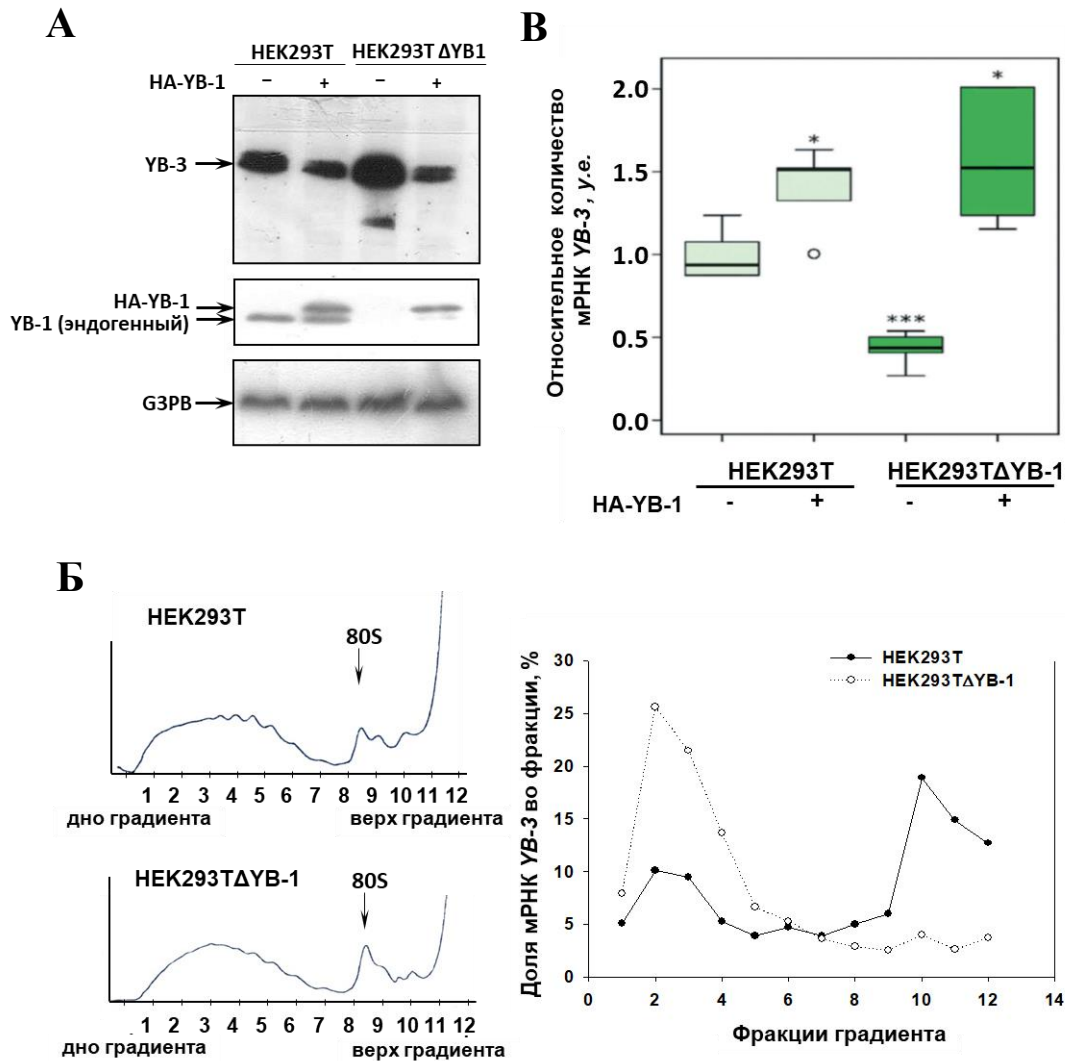 А
HEK293T HEK293T ΔYB1
HA-YB-1 – + – +
YB-3
HA-YB-1
YB-1 (эндогенный)
G3PB
В
Относительное количество
мРНК YB-3 , у.е.
2.0
1.5
1.0
0.5
0.0
*
***
*
HEK293T HEK293TΔYB-1
HA-YB-1 - + - +
Б
HEK293T
80S
1 2 3 4 5 6 7 8 9 10 11 12
дно градиента верх градиента
HEK293TΔYB-1
80S
1 2 3 4 5 6 7 8 9 10 11 12
дно градиента верх градиента
Доля мРНК YB-3 во фракции, %
30
25
20
15
10
5
0
HEK293T
HEK293TΔYB-1
0 2 4 6 8 10 12 14
Фракции градиента